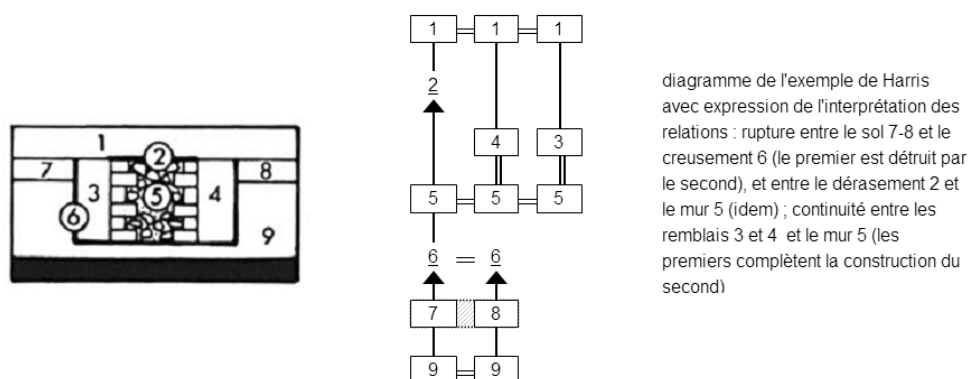 1
2
7
8
3
5
4
6
9
1 1 1
2
4 3
5 5 5
6 = 6
7 8
9 9
diagramme de l'exemple de Harris
avec expression de l'interprétation des
relations : rupture entre le sol 7-8 et le
creusement 6 (le premier est détruit par
le second), et entre le dérasement 2 et
le mur 5 (idem) ; continuité entre les
remblais 3 et 4 et le mur 5 (les
premiers complètent la construction du
second)